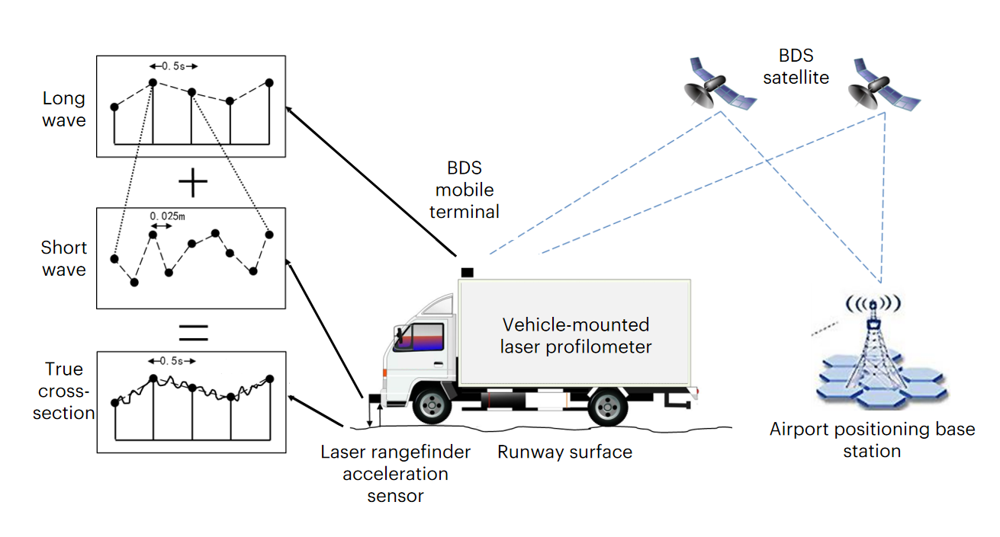 0.5s
Long
wave
+
0.025m
Short
wave
=
0.5s
True
cross-
section
BDS
satellite
BDS
mobile
terminal
Vehicle-mounted
laser profilometer
Laser rangefinder
acceleration
sensor
Runway surface
Airport positioning base
station